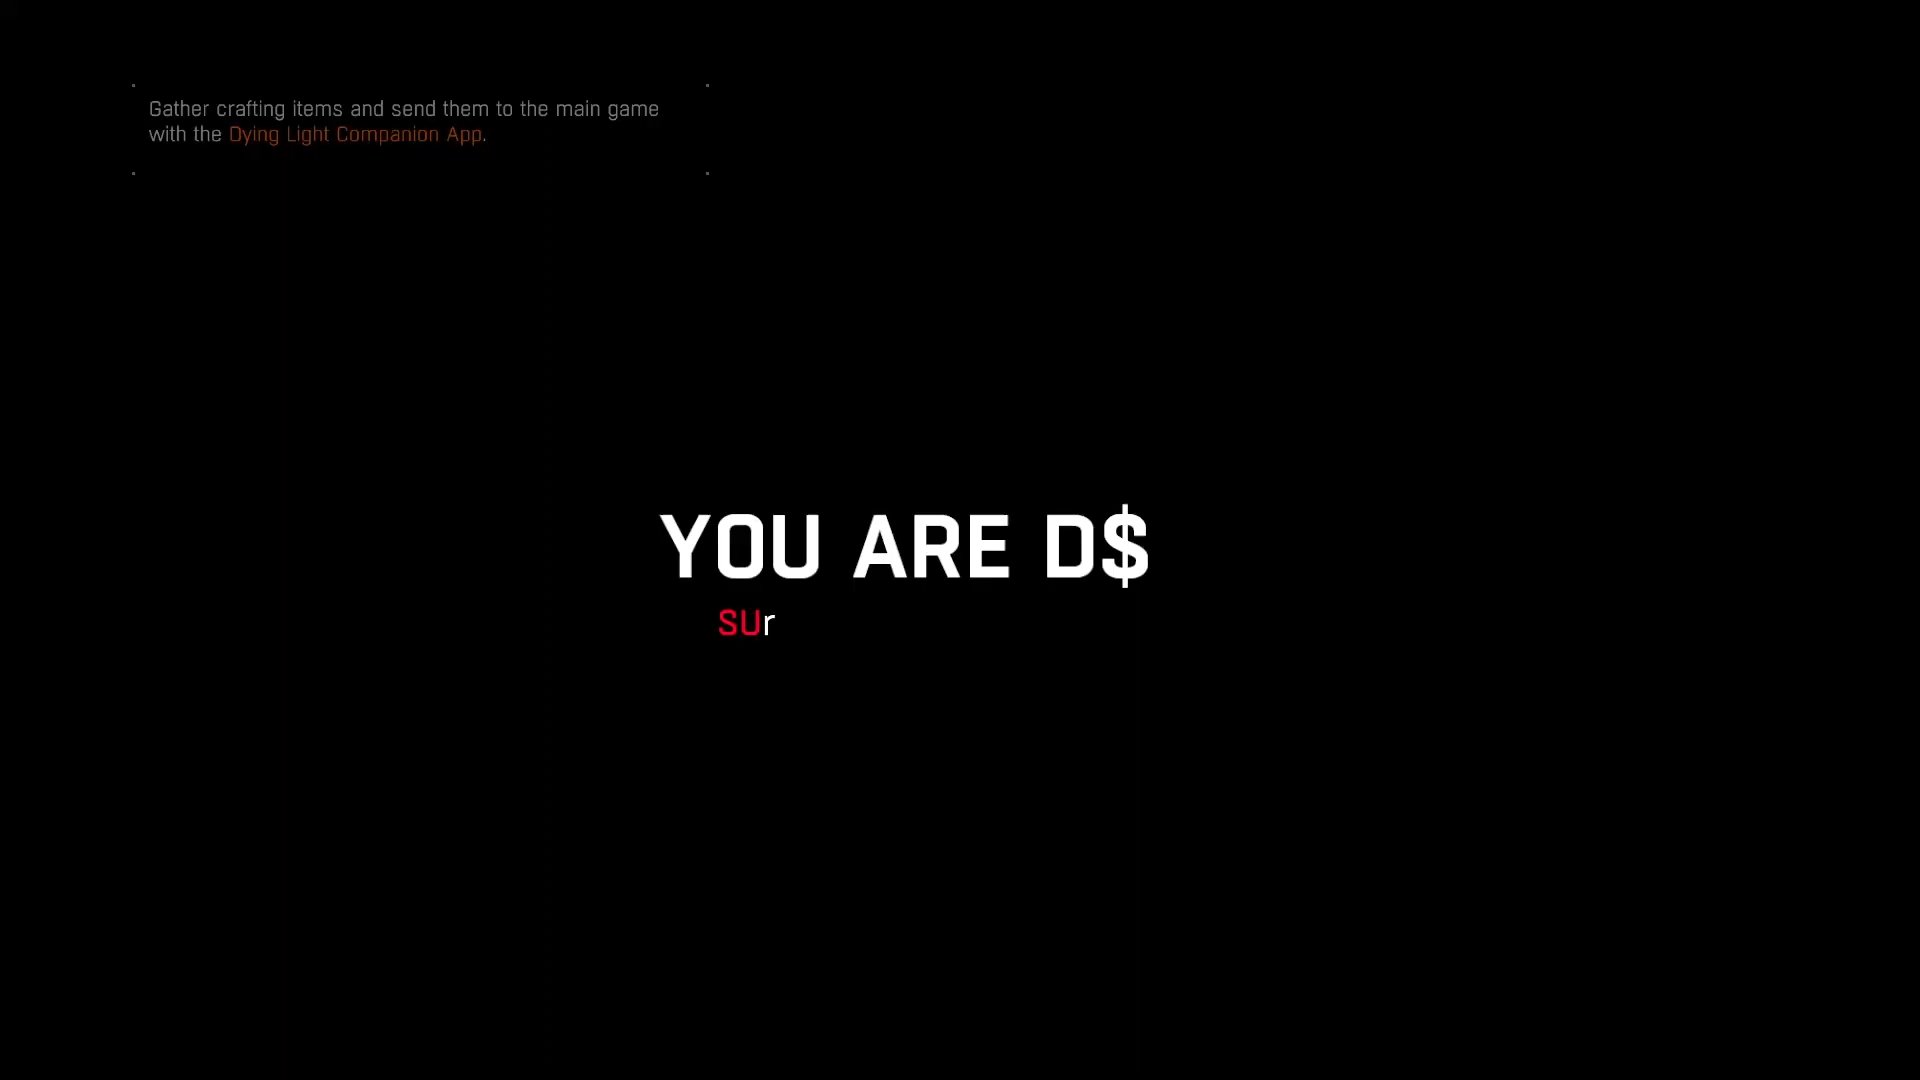 Gather crafting items and send them to the main game
with the Dying Light Companion App.
YOU ARE D$
SUr